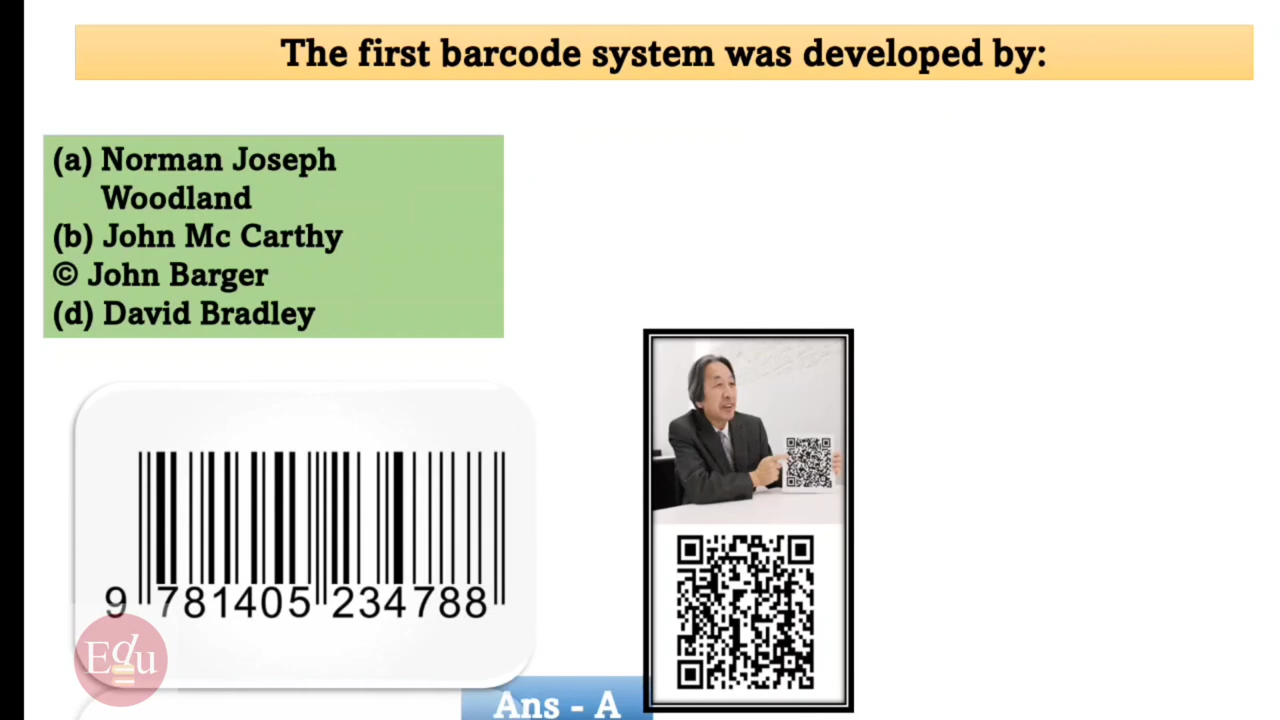 The first barcode system was developed by:
(a) Norman Joseph
Woodland
(b) John Mc Carthy
© John Barger
(d) David Bradley
9 781405 234788
Edu
Ans - A